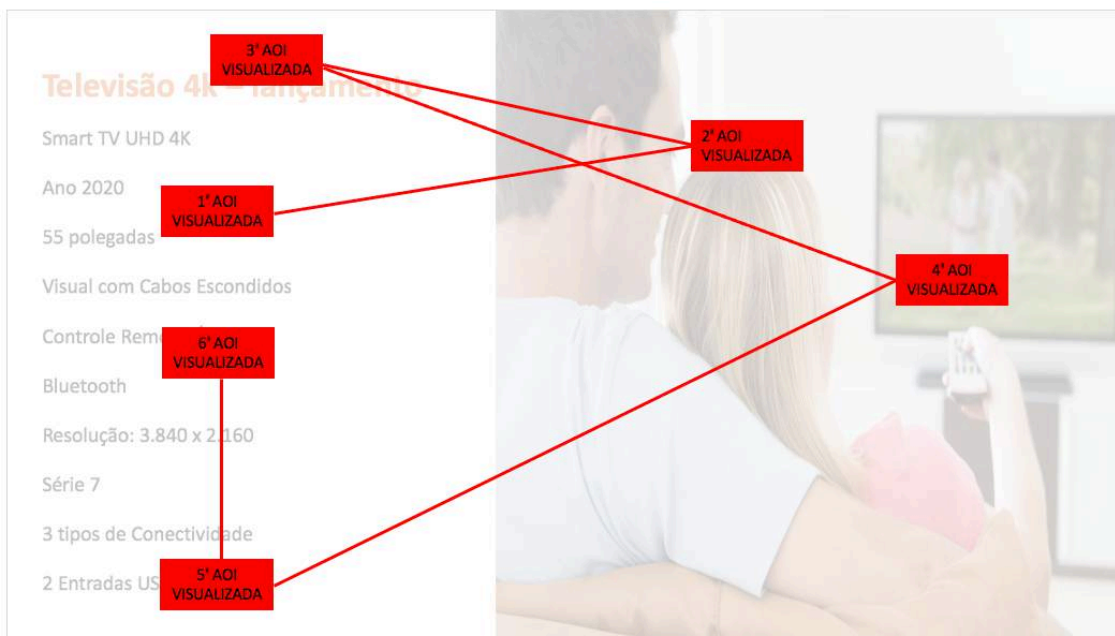 3ª AOI
VISUALIZADA
Televisão 4k – lançamento
Smart TV UHD 4K
2ª AOI
VISUALIZADA
Ano 2020
1ª AOI
VISUALIZADA
55 polegadas
4ª AOI
VISUALIZADA
Visual com Cabos Escondidos
Controle
6ª AOI
VISUALIZADA
Bluetooth
Resolução: 3.840 x 2.160
Série 7
3 tipos de Conectividade
5ª AOI
VISUALIZADA
2 Entradas